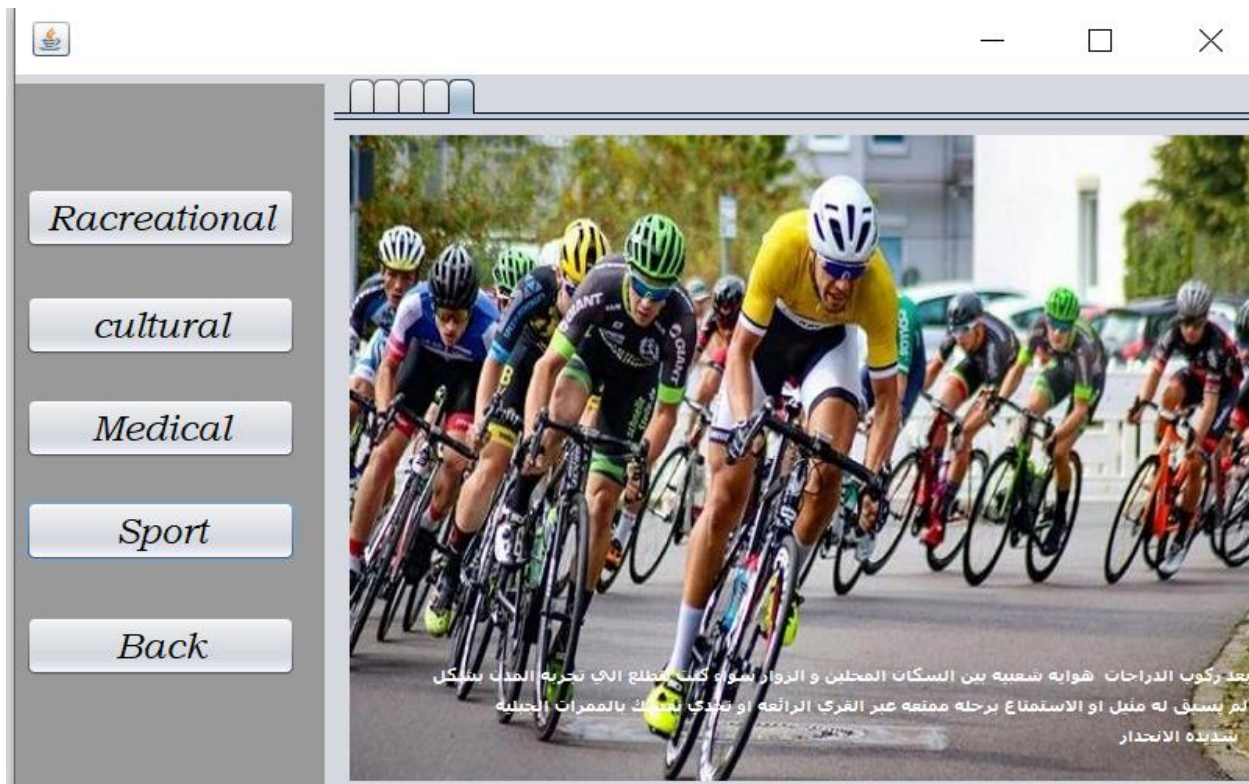 Racreational
cultural
Medical
Sport
Back
GIANT
GIANT
يعد ركوب الدراجات هوايه شعبيه بين السكان المحلين و الزوار سواء كنت تتطلع الي تجربه المدن بشكل
لم يسبق له مثيل او الاستمتاع برحله ممتعه عبر القري الرائعه او تحدي نفسك بالممرات الجبليه
شديده الانحدار